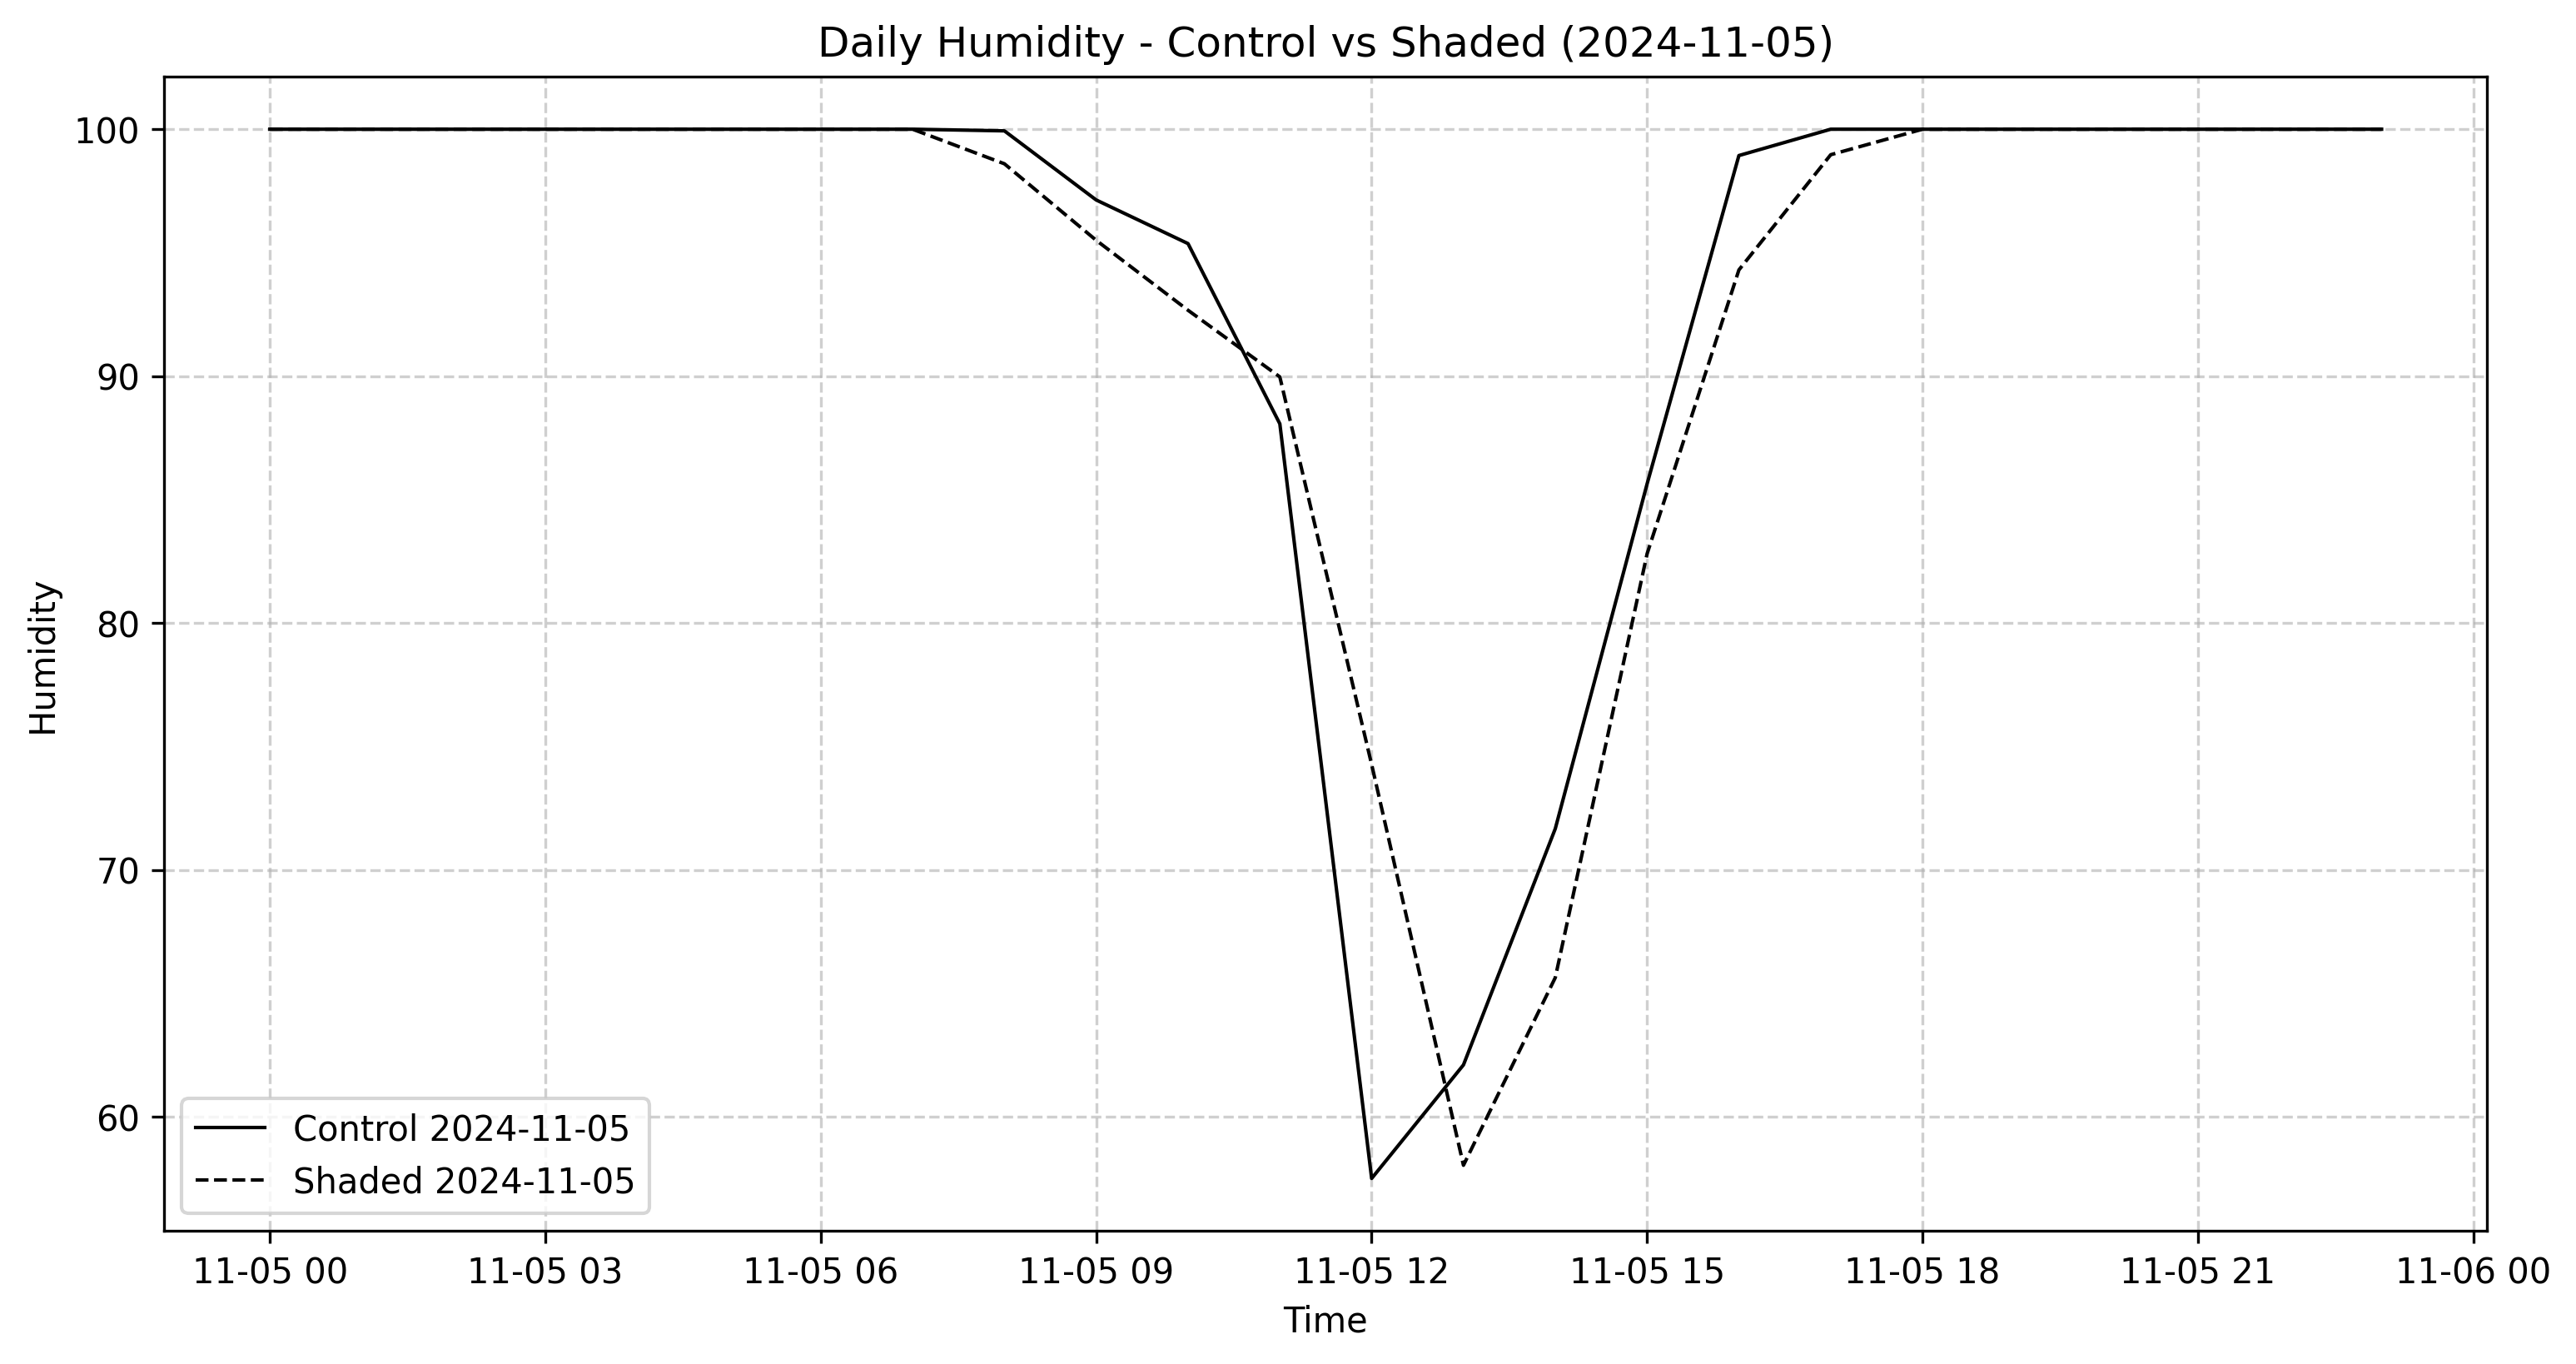 Daily Humidity - Control vs Shaded (2024-11-05)
100
90
80
70
60
Humidity
Control 2024-11-05
Shaded 2024-11-05
11-05 00
11-05 03
11-05 06
11-05 09
11-05 12
11-05 15
11-05 18
11-05 21
11-06 00
Time